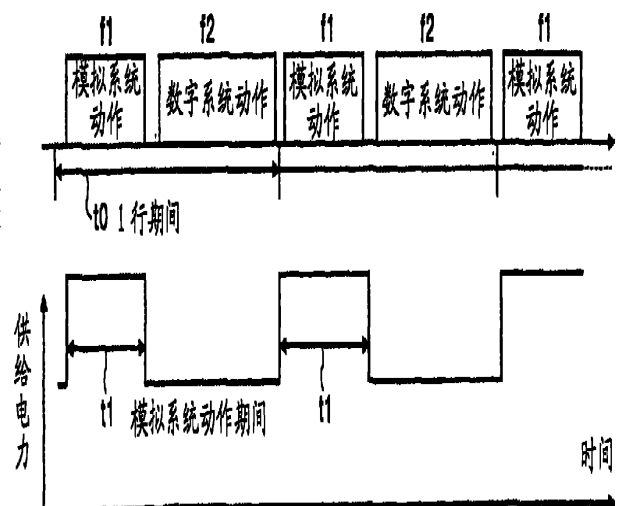 f1 f2 f1 f2 f1
模拟系统动作 数字系统动作 模拟系统动作 数字系统动作 模拟系统动作
t0 1行期间
供给电力
t1 模拟系统动作期间 t1
时间